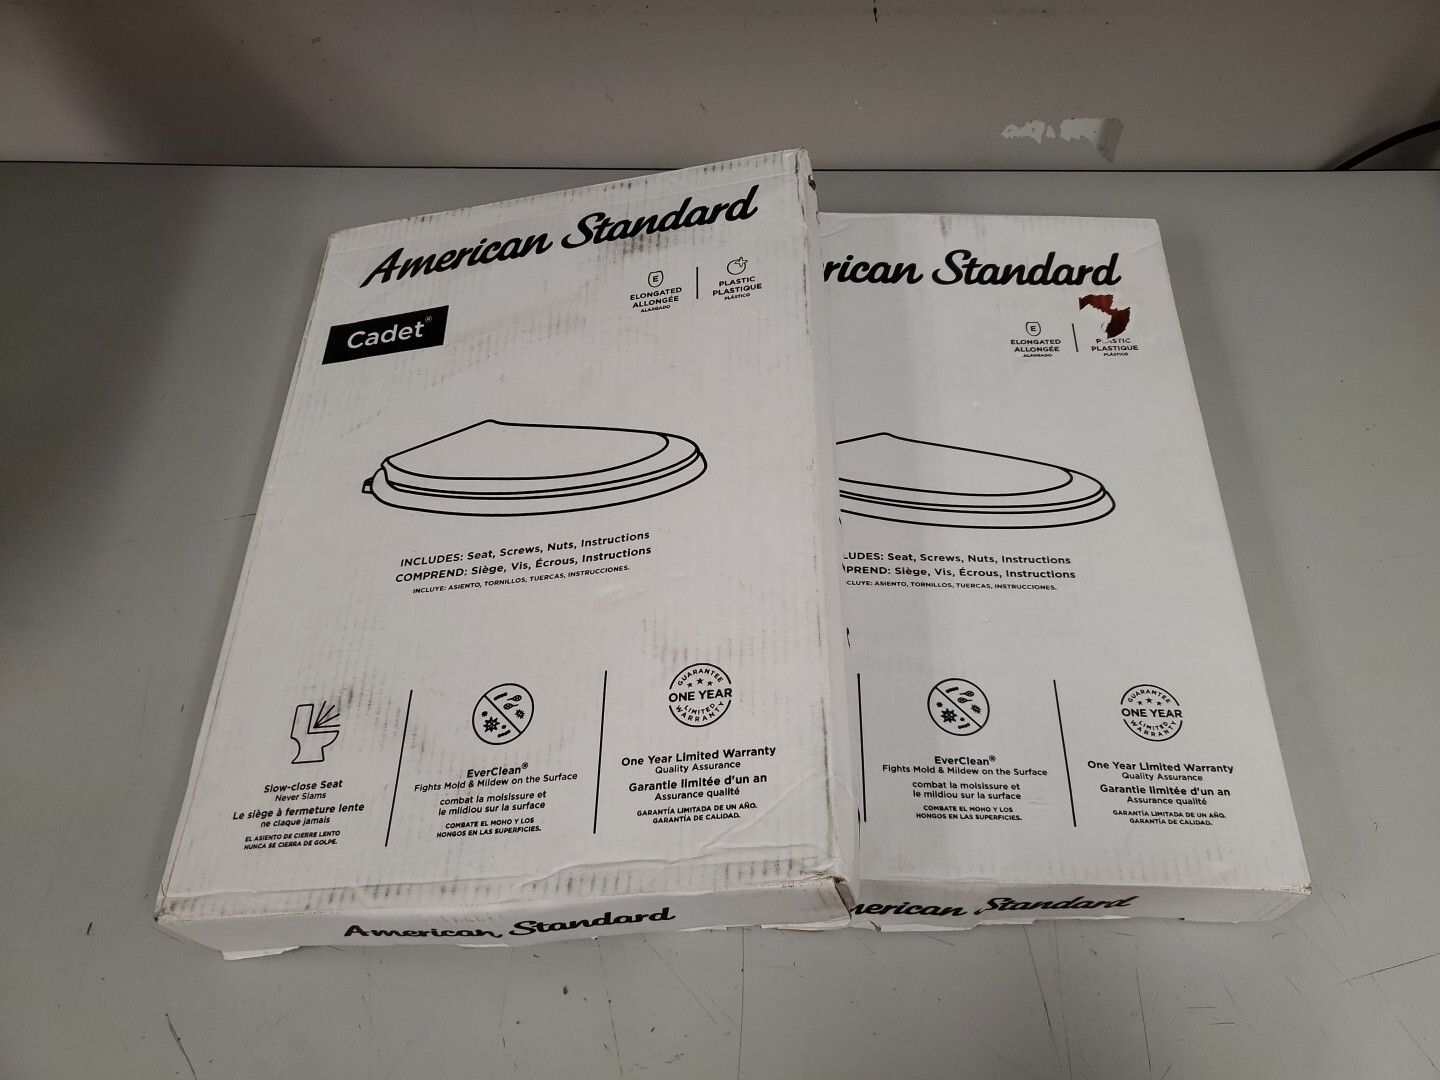 American Standard
E
ELONGATED
ALLONGÉE
ALARGADO
PLASTIC
PLASTIQUE
PLÁSTICO
Cadet®
INCLUDES: Seat, Screws, Nuts, Instructions
COMPREND: Siège, Vis, Écrous, Instructions
INCLUYE: ASIENTO, TORNILLOS, TUERCAS, INSTRUCCIONES.
Slow-close Seat
Never Slams
Le siège à fermeture lente
ne claque jamais
EL ASIENTO DE CIERRE LENTO
NUNCA SE CIERRA DE GOLPE.
EverClean®
Fights Mold & Mildew on the Surface
combat la moisissure et
le mildiou sur la surface
COMBATE EL MOHO Y LOS
HONGOS EN LAS SUPERFICIES.
GUARANTEE
ONE YEAR
LIMITED
WARRANTY
One Year Limited Warranty
Quality Assurance
Garantie limitée d'un an
Assurance qualité
GARANTÍA LIMITADA DE UN AÑO.
GARANTÍA DE CALIDAD.
American Standard
rican Standard
E
ELONGATED
ALLONGÉE
ALARGADO
P STIC
PLASTIQUE
PLÁSTICO
LUDES: Seat, Screws, Nuts, Instructions
PREND: Siège, Vis, Écrous, Instructions
CLUYE: ASIENTO, TORNILLOS, TUERCAS, INSTRUCCIONES.
EverClean®
Fights Mold & Mildew on the Surface
combat la moisissure et
le mildiou sur la surface
COMBATE EL MOHO Y LOS
HONGOS EN LAS SUPERFICIES.
GUARANTEE
ONE YEAR
LIMITED
WARRANTY
One Year Limited Warranty
Quality Assurance
Garantie limitée d'un an
Assurance qualité
GARANTÍA LIMITADA DE UN AÑO.
GARANTÍA DE CALIDAD.
erican Standard